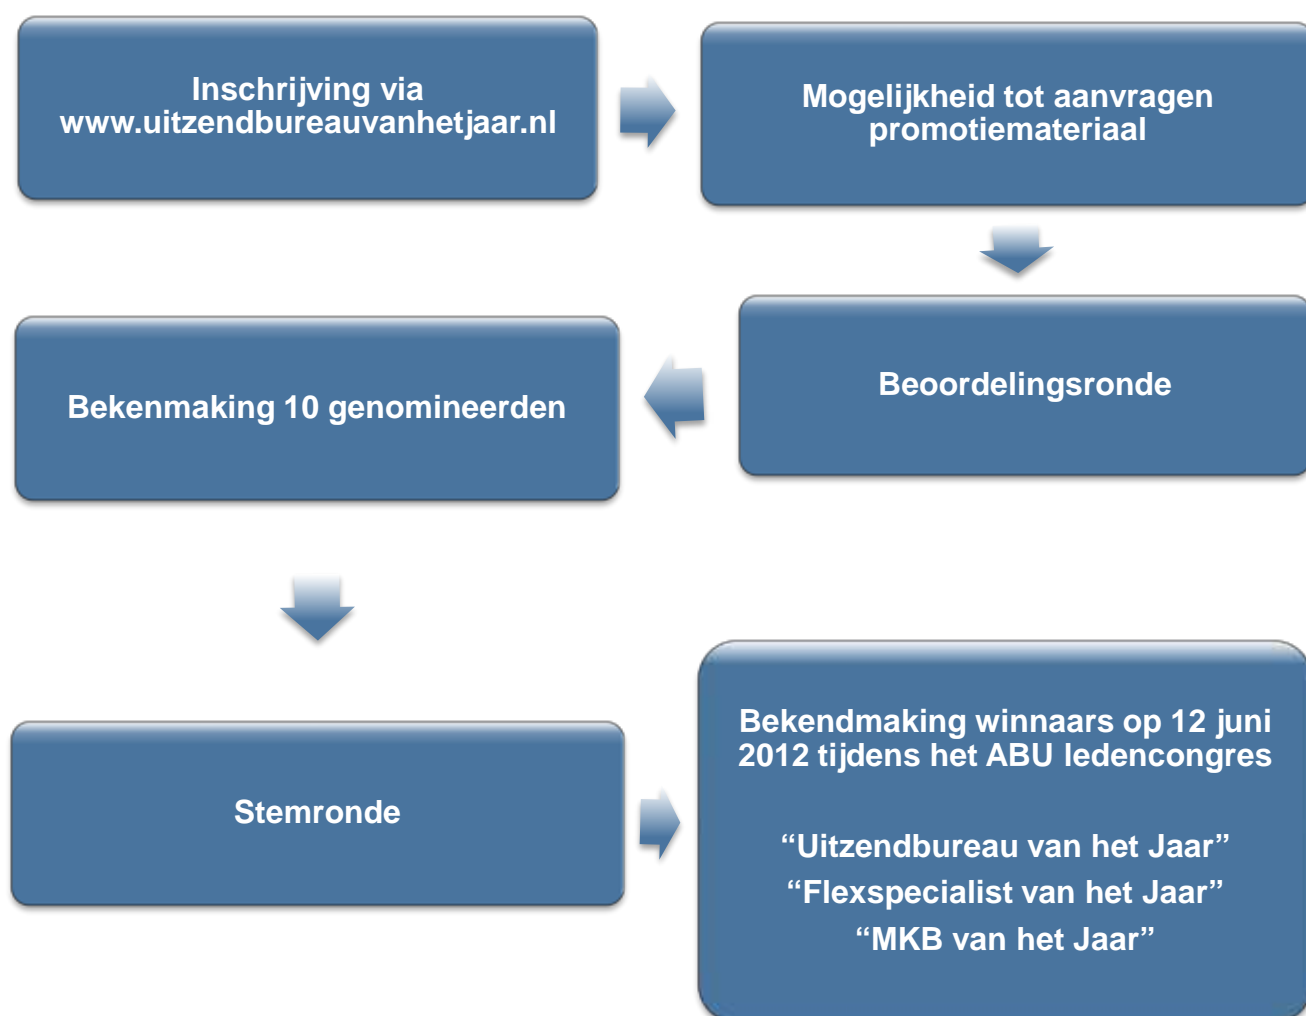 Inschrijving via
www.uitzendbureauvanhetjaar.nl
Mogelijkheid tot aanvragen
promotiemateriaal
Beoordelingsronde
Bekenmaking 10 genomineerden
Stemronde
Bekendmaking winnaars op 12 juni
2012 tijdens het ABU ledencongres
“Uitzendbureau van het Jaar”
“Flexspecialist van het Jaar”
“MKB van het Jaar”